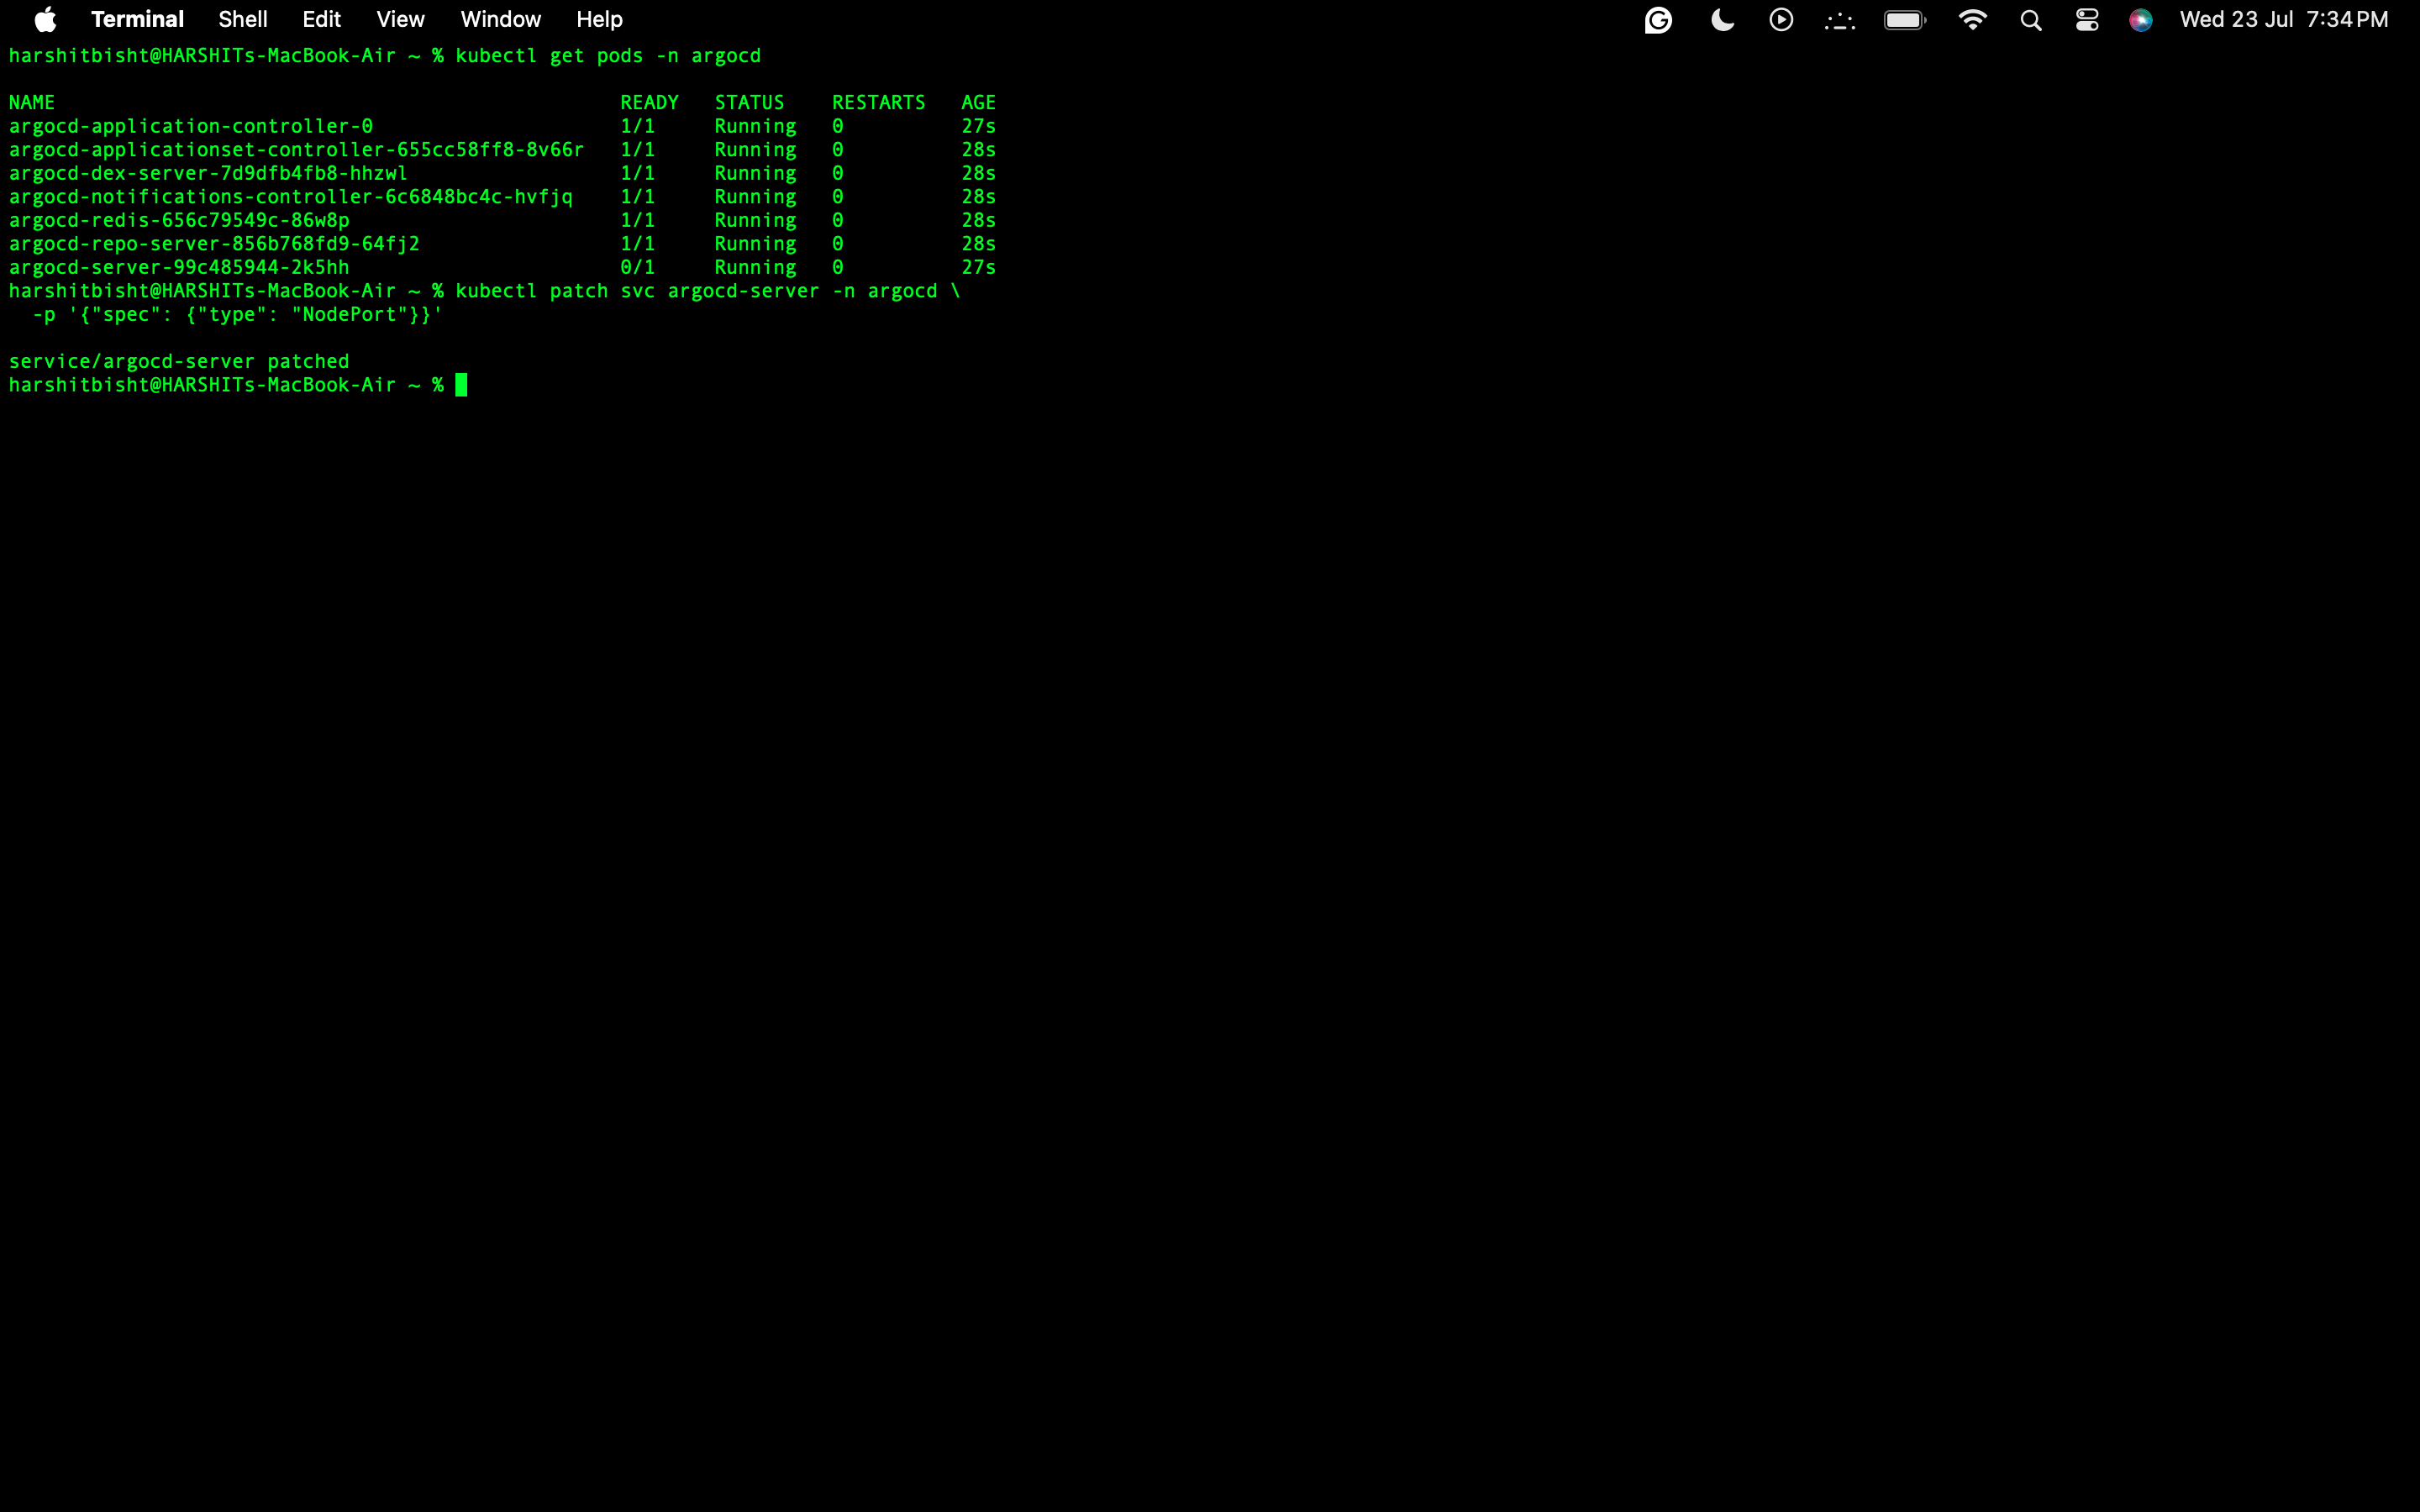 Terminal Shell Edit View Window Help Wed 23 Jul 7:34 PM
harshitbisht@HARSHITs-MacBook-Air ~ % kubectl get pods -n argocd
NAME READY STATUS RESTARTS AGE
argocd-application-controller-0 1/1 Running 0 27s
argocd-applicationset-controller-655cc58ff8-8v66r 1/1 Running 0 28s
argocd-dex-server-7d9dfb4fb8-hhzwl 1/1 Running 0 28s
argocd-notifications-controller-6c6848bc4c-hvfjq 1/1 Running 0 28s
argocd-redis-656c79549c-86w8p 1/1 Running 0 28s
argocd-repo-server-856b768fd9-64fj2 1/1 Running 0 28s
argocd-server-99c485944-2k5hh 0/1 Running 0 27s
harshitbisht@HARSHITs-MacBook-Air ~ % kubectl patch svc argocd-server -n argocd \
-p '{"spec": {"type": "NodePort"}}'
service/argocd-server patched
harshitbisht@HARSHITs-MacBook-Air ~ %